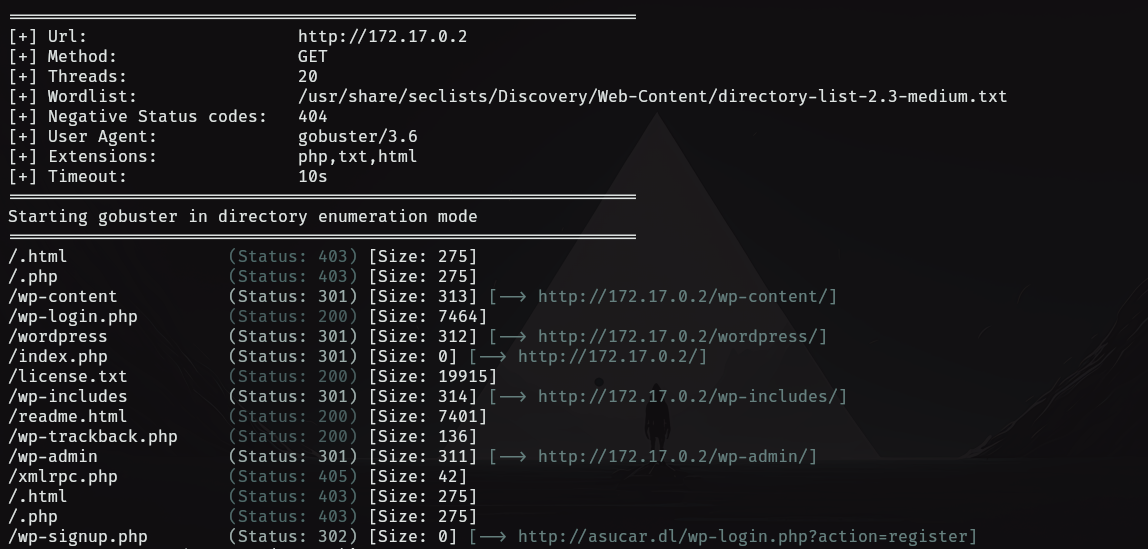 [+] Url:                     http://172.17.0.2
[+] Method:                  GET
[+] Threads:                 20
[+] Wordlist:                /usr/share/seclists/Discovery/Web-Content/directory-list-2.3-medium.txt
[+] Negative Status codes:   404
[+] User Agent:              gobuster/3.6
[+] Extensions:              php,txt,html
[+] Timeout:                 10s
Starting gobuster in directory enumeration mode
/.html                (Status: 403) [Size: 275]
/.php                 (Status: 403) [Size: 275]
/wp-content           (Status: 301) [Size: 313] [--> http://172.17.0.2/wp-content/]
/wp-login.php         (Status: 200) [Size: 7464]
/wordpress            (Status: 301) [Size: 312] [--> http://172.17.0.2/wordpress/]
/index.php            (Status: 301) [Size: 0] [--> http://172.17.0.2/]
/license.txt          (Status: 200) [Size: 19915]
/wp-includes          (Status: 301) [Size: 314] [--> http://172.17.0.2/wp-includes/]
/readme.html          (Status: 200) [Size: 7401]
/wp-trackback.php     (Status: 200) [Size: 136]
/wp-admin             (Status: 301) [Size: 311] [--> http://172.17.0.2/wp-admin/]
/xmlrpc.php           (Status: 405) [Size: 42]
/.html                (Status: 403) [Size: 275]
/.php                 (Status: 403) [Size: 275]
/wp-signup.php        (Status: 302) [Size: 0] [--> http://asucar.dl/wp-login.php?action=register]